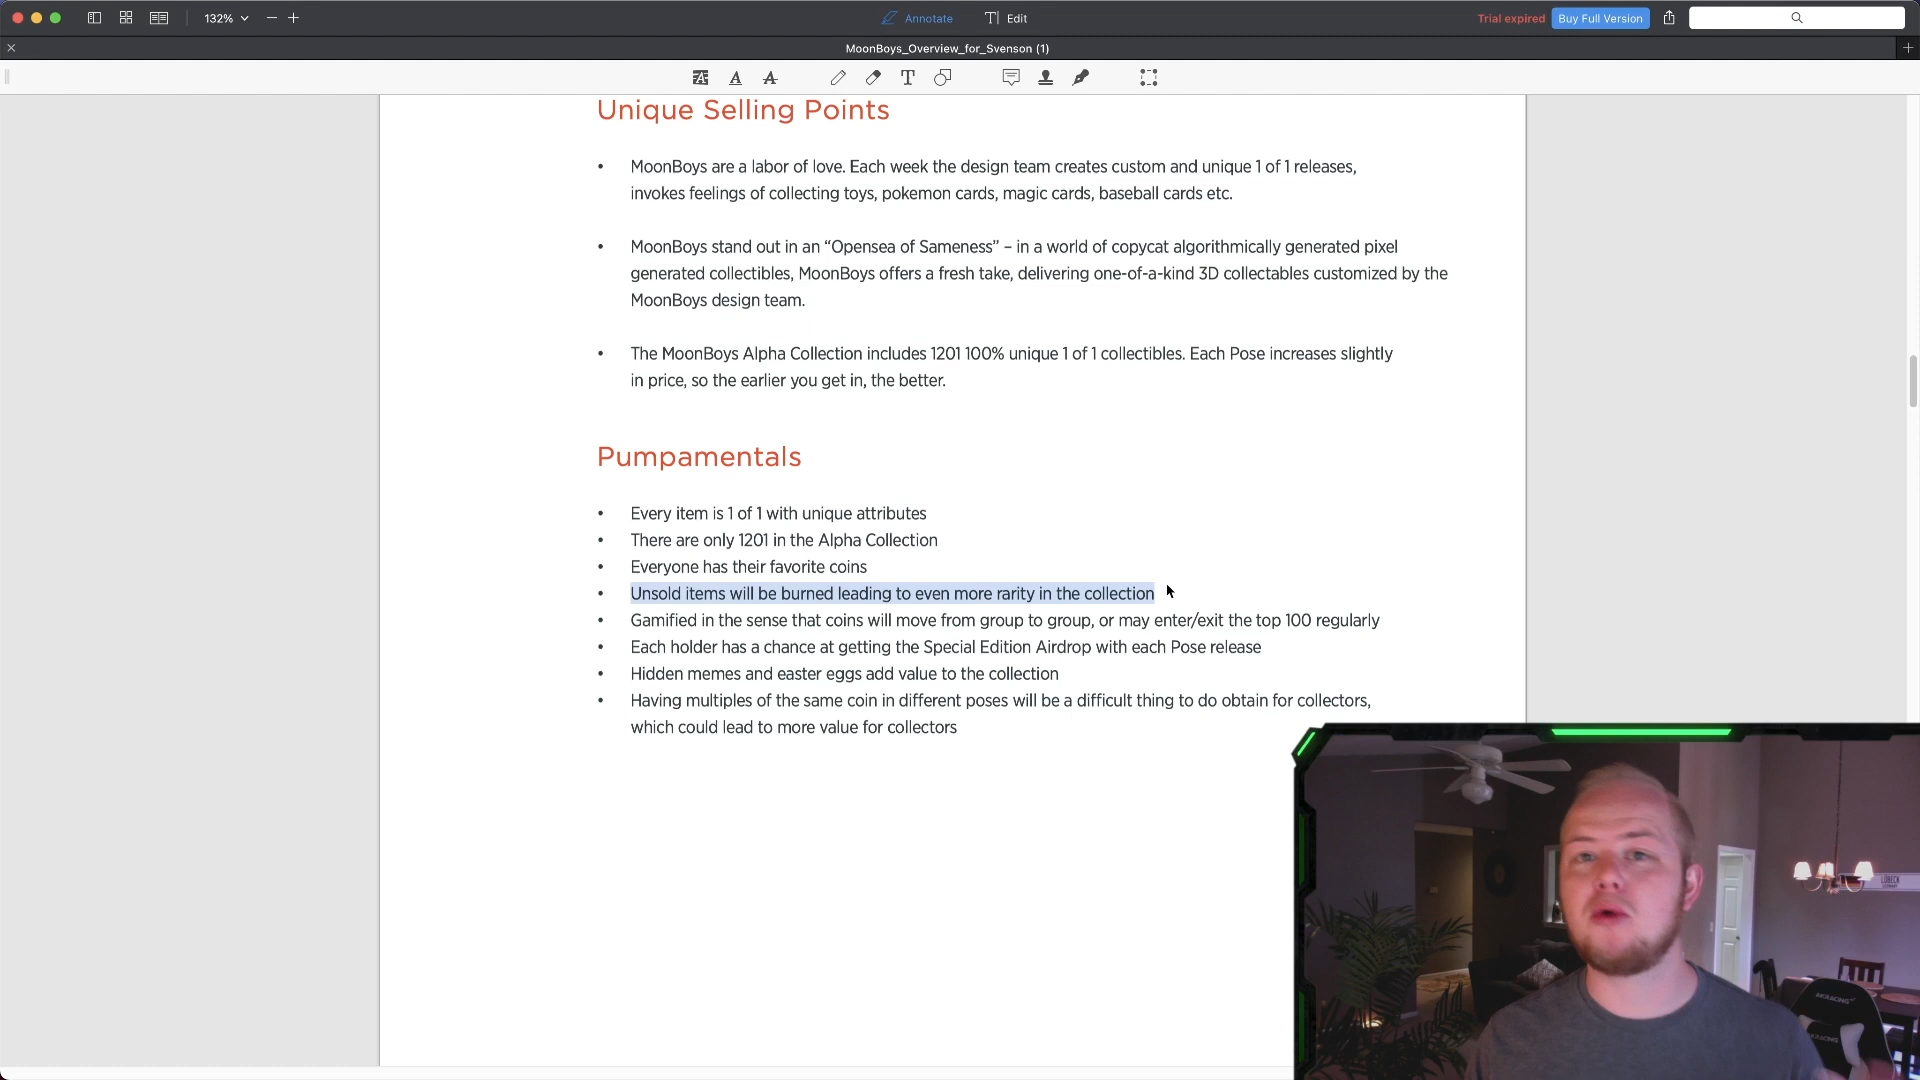 132%
Annotate
Edit
Trial expired
Buy Full Version
MoonBoys_Overview_for_Svenson (1)
Unique Selling Points
• MoonBoys are a labor of love. Each week the design team creates custom and unique 1 of 1 releases,
invokes feelings of collecting toys, pokemon cards, magic cards, baseball cards etc.
• MoonBoys stand out in an “Opensea of Sameness” – in a world of copycat algorithmically generated pixel
generated collectibles, MoonBoys offers a fresh take, delivering one-of-a-kind 3D collectables customized by the
MoonBoys design team.
• The MoonBoys Alpha Collection includes 1201 100% unique 1 of 1 collectibles. Each Pose increases slightly
in price, so the earlier you get in, the better.
Pumpamentals
• Every item is 1 of 1 with unique attributes
• There are only 1201 in the Alpha Collection
• Everyone has their favorite coins
• Unsold items will be burned leading to even more rarity in the collection
• Gamified in the sense that coins will move from group to group, or may enter/exit the top 100 regularly
• Each holder has a chance at getting the Special Edition Airdrop with each Pose release
• Hidden memes and easter eggs add value to the collection
• Having multiples of the same coin in different poses will be a difficult thing to do obtain for collectors,
which could lead to more value for collectors
LÜBECK
AKRACING